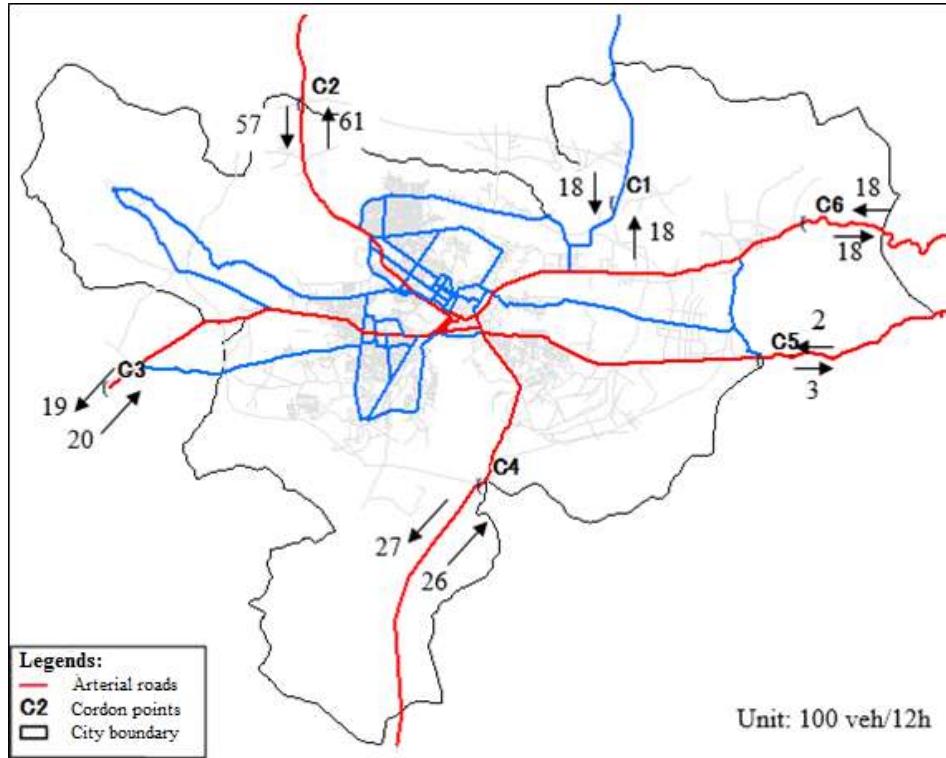 C2
57
61
18
C1
18
C6
18
18
C5
2
3
C3
19
20
C4
27
26
Legends:
Arterial roads
C2 Cordon points
City boundary
Unit: 100 veh/12h